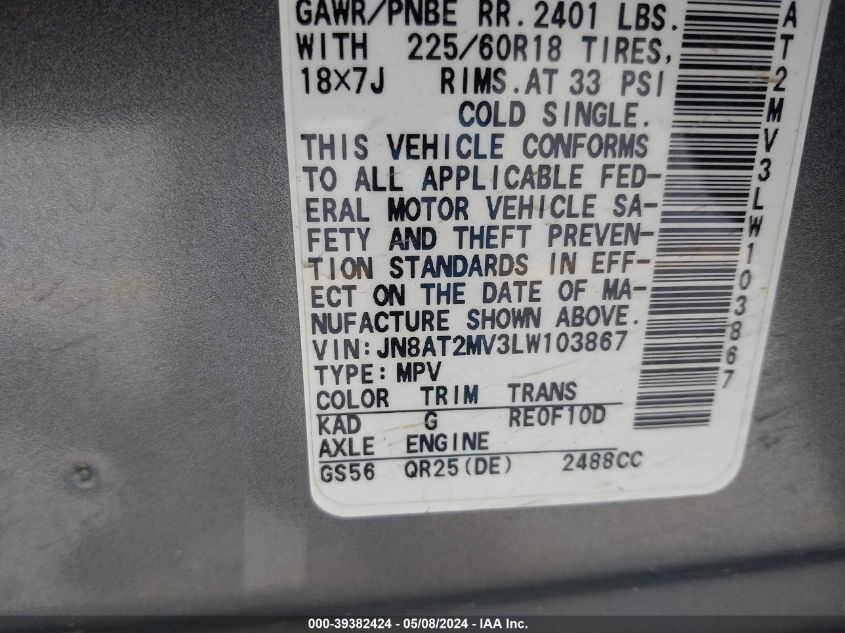 GAWR/PNBE RR. 2401 LBS.
WITH 225/60R18 TIRES,
18×7J RIMS. AT 33 PSI
COLD SINGLE.
THIS VEHICLE CONFORMS
TO ALL APPLICABLE FED-
ERAL MOTOR VEHICLE SA-
FETY AND THEFT PREVEN-
TION STANDARDS IN EFF-
ECT ON THE DATE OF MA-
NUFACTURE SHOWN ABOVE.
VIN: JN8AT2MV3LW103867
TYPE: MPV
COLOR TRIM TRANS
KAD G RE0F10D
AXLE ENGINE
GS56 QR25(DE) 2488CC
AT2MV3LW103867
000-39382424 - 05/08/2024 - IAA Inc.